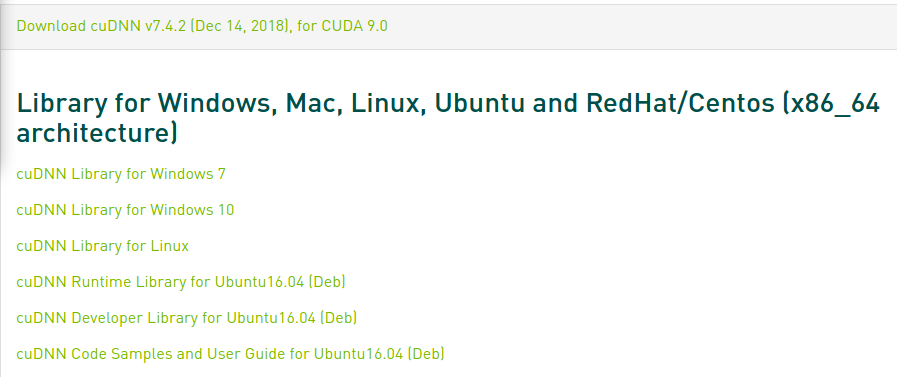 Download cuDNN v7.4.2 (Dec 14, 2018), for CUDA 9.0
Library for Windows, Mac, Linux, Ubuntu and RedHat/Centos (x86_64
architecture)
cuDNN Library for Windows 7
cuDNN Library for Windows 10
cuDNN Library for Linux
cuDNN Runtime Library for Ubuntu16.04 (Deb)
cuDNN Developer Library for Ubuntu16.04 (Deb)
cuDNN Code Samples and User Guide for Ubuntu16.04 (Deb)